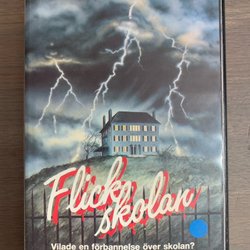 Flick
skolan
Vilade en förbannelse över skolan?